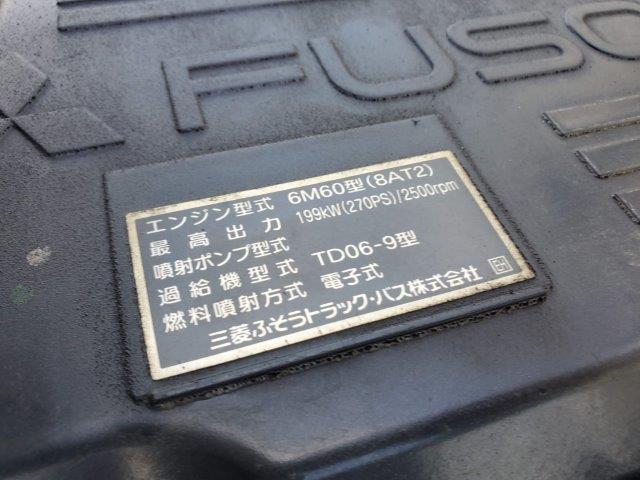 FUSO
エンジン型式 6M60型(8AT2)
最高出力 199kW(270PS)/2500rpm
噴射ポンプ型式
過給機型式 TD06-9型
燃料噴射方式 電子式
三菱ふそうトラック・バス株式会社